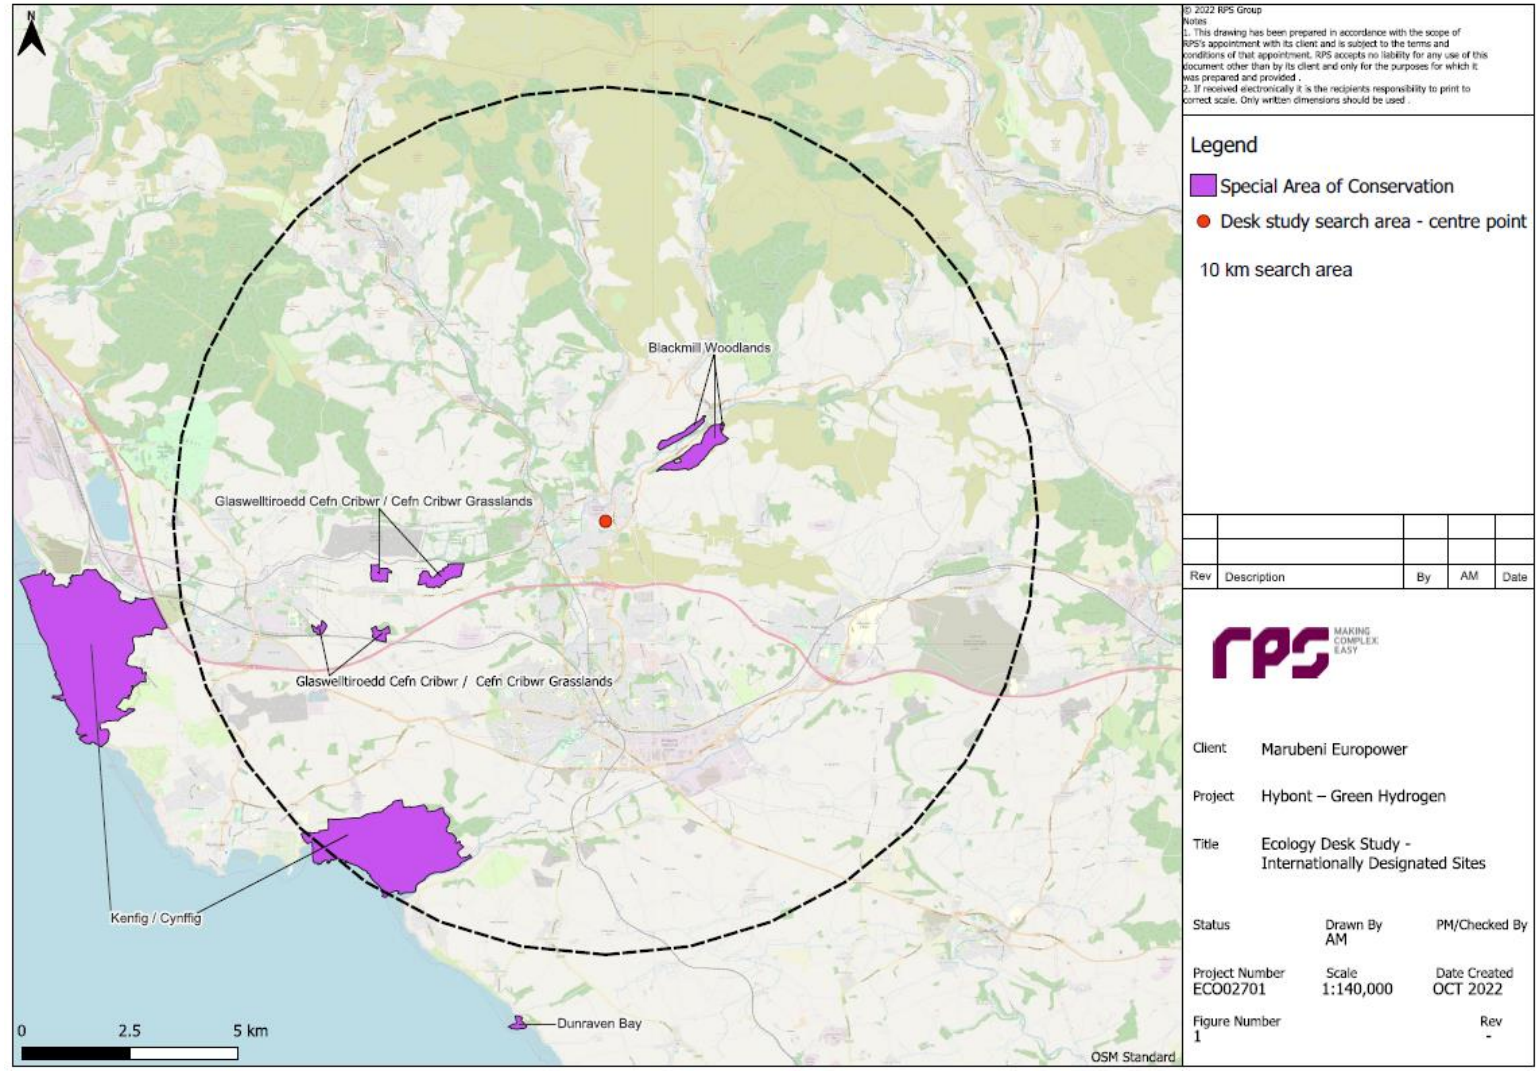 N
Blackmill Woodlands
Glaswelltiroedd Cefn Cribwr / Cefn Cribwr Grasslands
Glaswelltiroedd Cefn Cribwr / Cefn Cribwr Grasslands
Kenfig / Cynffig
Dunraven Bay
0 2.5 5 km
OSM Standard
© 2022 RPS Group
Notes
1. This drawing has been prepared in accordance with the scope of
RPS's appointment with its client and is subject to the terms and
conditions of that appointment. RPS accepts no liability for any use of this
document other than by its client and only for the purposes for which it
was prepared and provided .
2. If received electronically it is the recipients responsibility to print to
correct scale. Only written dimensions should be used .
Legend
Special Area of Conservation
Desk study search area - centre point
10 km search area
Rev Description By AM Date
rps MAKING
COMPLEX
EASY
Client Marubeni Europower
Project Hybont – Green Hydrogen
Title Ecology Desk Study -
Internationally Designated Sites
Status Drawn By PM/Checked By
AM
Project Number Scale Date Created
ECO02701 1:140,000 OCT 2022
Figure Number Rev
1 -